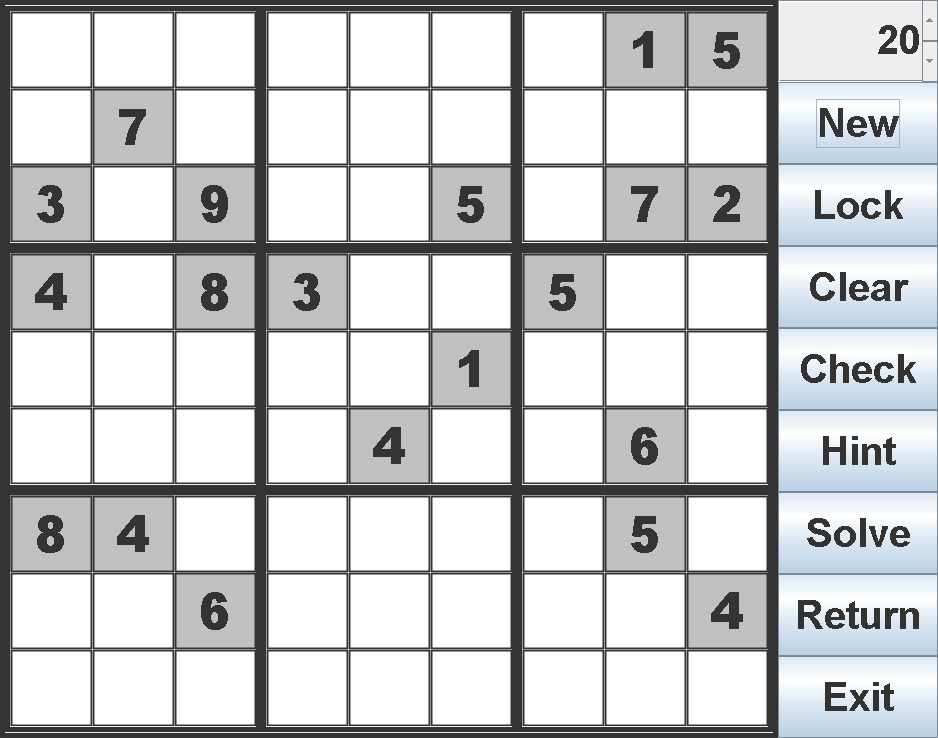 1 5 20
7 New
3 9 5 7 2 Lock
4 8 3 5 Clear
1 Check
4 6 Hint
8 4 5 Solve
6 4 Return
Exit